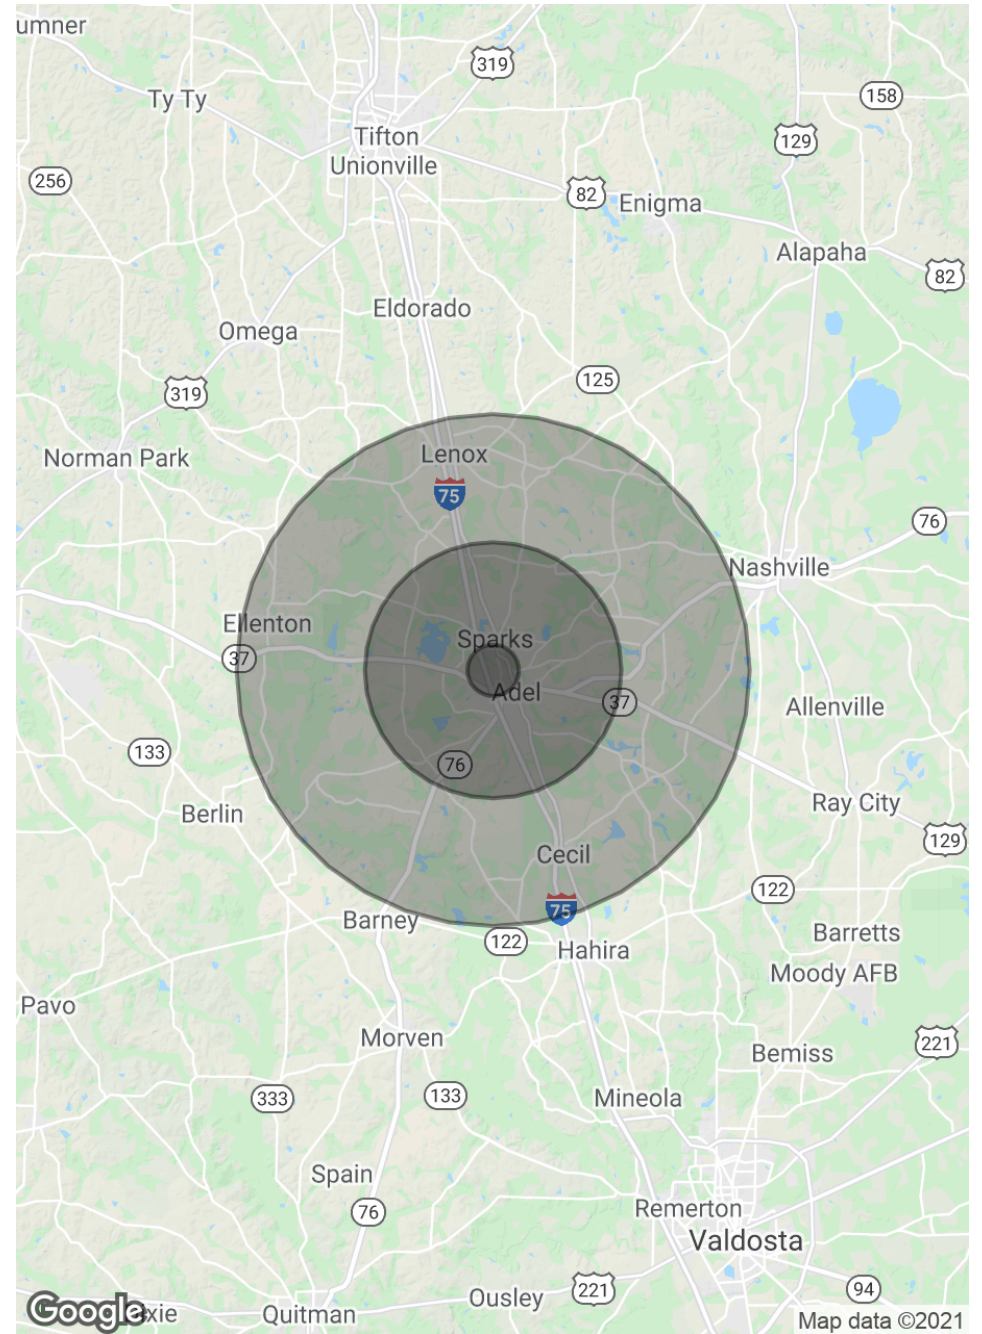 umner
319
Ty Ty
158
129
Tifton
Unionville
256
82
Enigma
Alapaha
82
Eldorado
Omega
125
319
Lenox
Norman Park
75
76
Nashville
Ellenton
Sparks
37
Adel
37
Allenville
133
76
Ray City
Berlin
129
Cecil
122
75
Barney
122
Barretts
Hahira
Moody AFB
Pavo
Morven
221
Bemiss
333
133
Mineola
Spain
76
Remerton
Valdosta
221
94
Ousley
Google
xie
Quitman
Map data ©2021